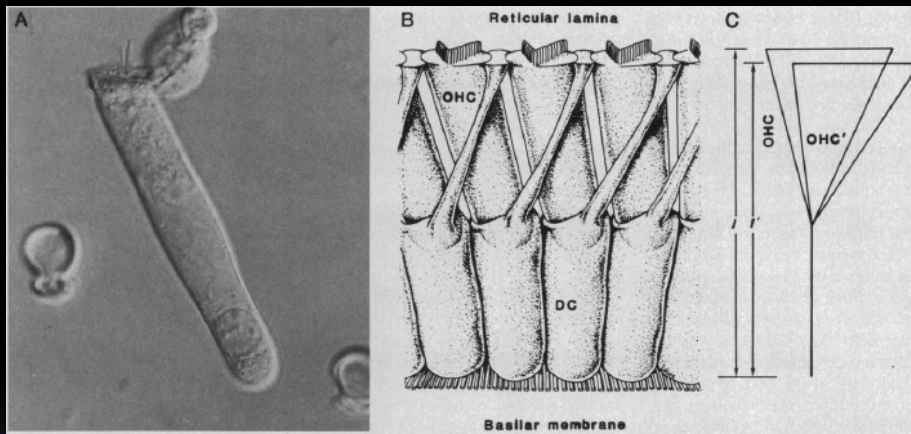 A
B
Reticular lamina
C
OHC
OHC
OHC'
l l'
DC
Basilar membrane